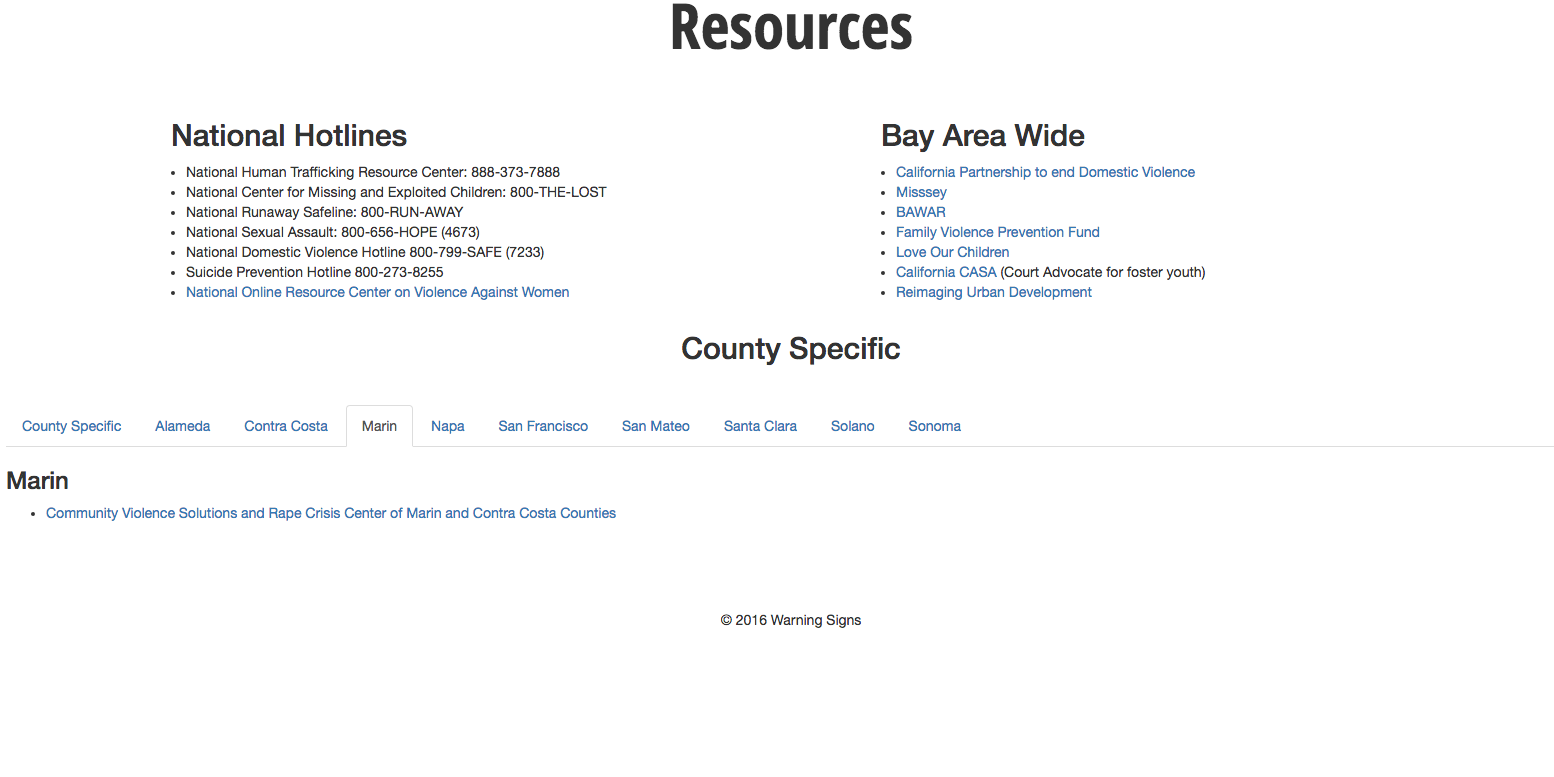 Resources
National Hotlines
National Human Trafficking Resource Center: 888-373-7888
National Center for Missing and Exploited Children: 800-THE-LOST
National Runaway Safeline: 800-RUN-AWAY
National Sexual Assault: 800-656-HOPE (4673)
National Domestic Violence Hotline 800-799-SAFE (7233)
Suicide Prevention Hotline 800-273-8255
National Online Resource Center on Violence Against Women
Bay Area Wide
California Partnership to end Domestic Violence
Misssey
BAWAR
Family Violence Prevention Fund
Love Our Children
California CASA (Court Advocate for foster youth)
Reimaging Urban Development
County Specific
County Specific Alameda Contra Costa Marin Napa San Francisco San Mateo Santa Clara Solano Sonoma
Marin
Community Violence Solutions and Rape Crisis Center of Marin and Contra Costa Counties
© 2016 Warning Signs